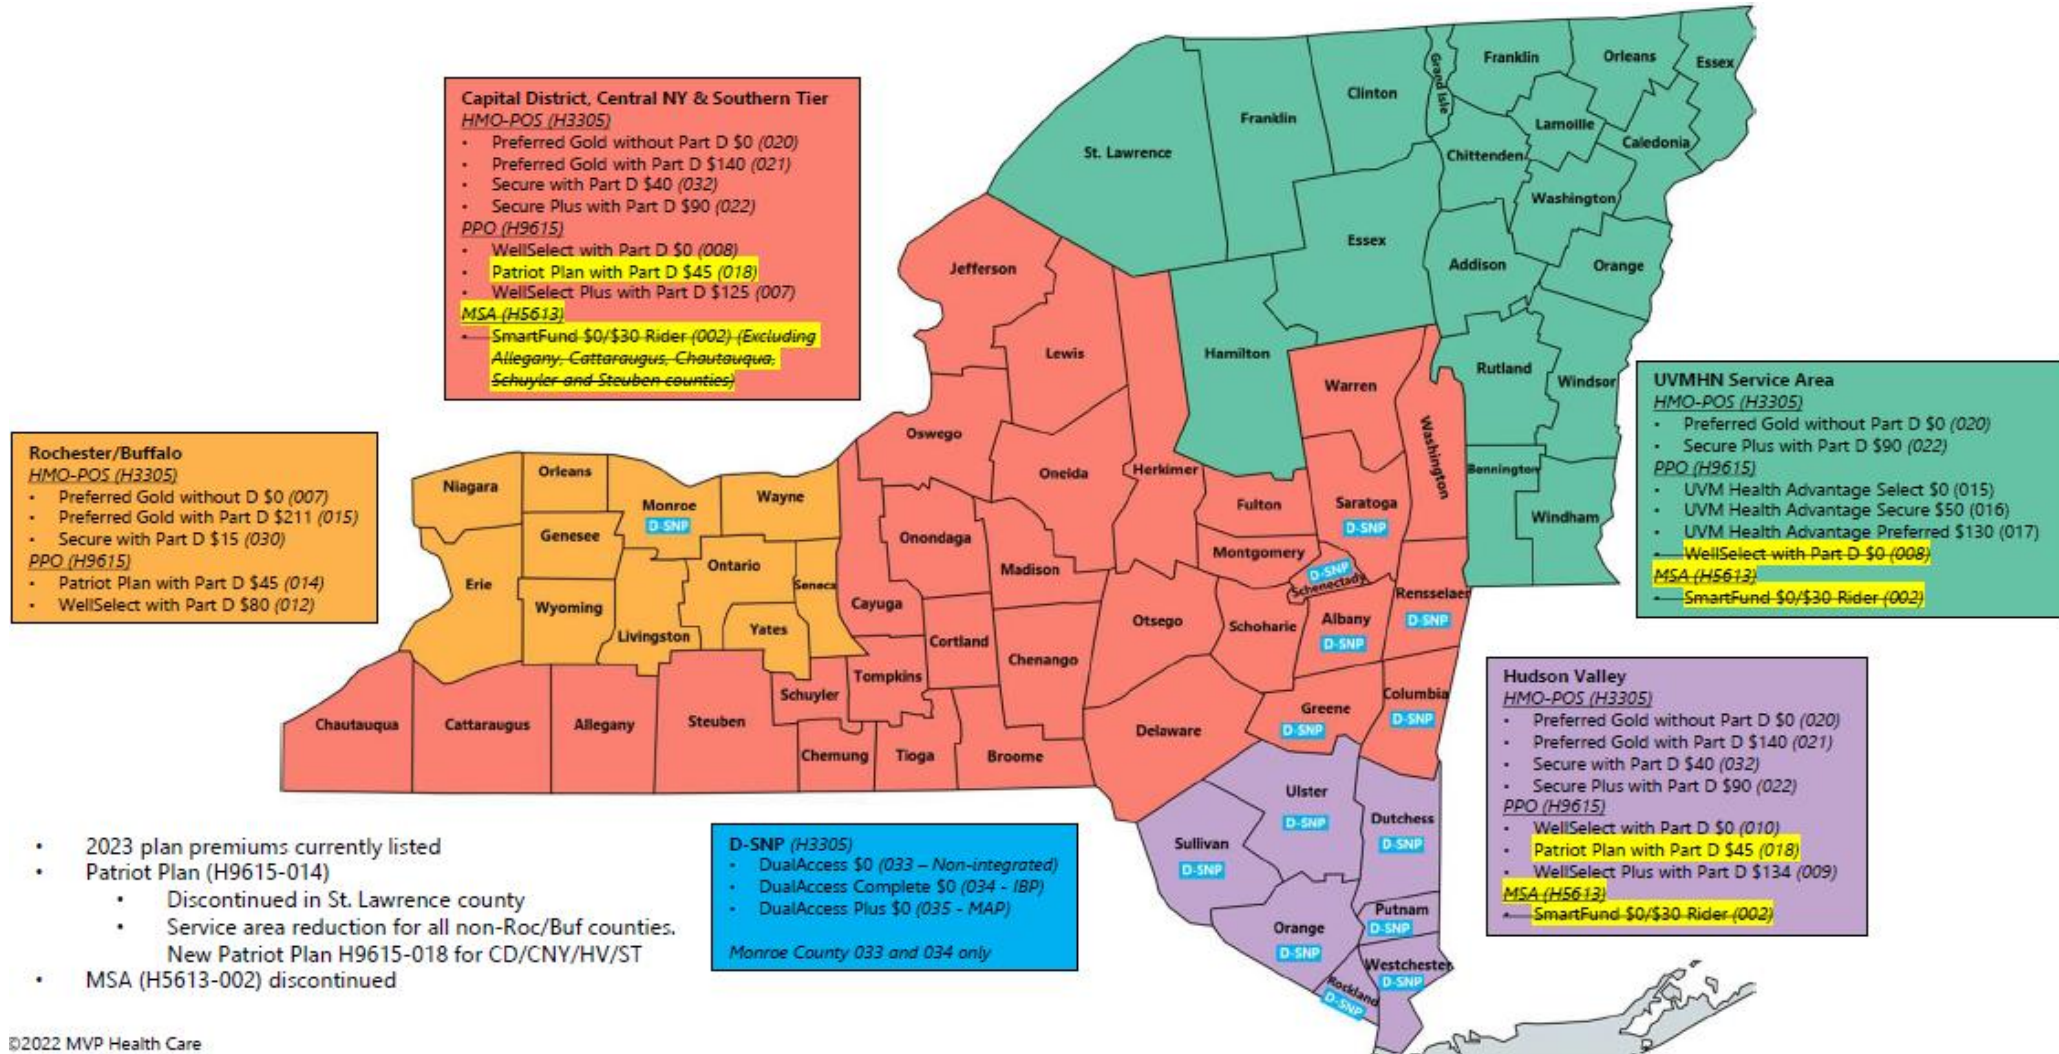 Capital District, Central NY & Southern Tier
HMO-POS (H3305)
• Preferred Gold without Part D $0 (020)
• Preferred Gold with Part D $140 (021)
• Secure with Part D $40 (032)
• Secure Plus with Part D $90 (022)
PPO (H9615)
• WellSelect with Part D $0 (008)
• Patriot Plan with Part D $45 (018)
• WellSelect Plus with Part D $125 (007)
MSA (H5613)
• SmartFund $0/$30 Rider (002) (Excluding
Allegany, Cattaraugus, Chautauqua,
Schuyler and Steuben counties)
Rochester/Buffalo
HMO-POS (H3305)
• Preferred Gold without D $0 (007)
• Preferred Gold with Part D $211 (015)
• Secure with Part D $15 (030)
PPO (H9615)
• Patriot Plan with Part D $45 (014)
• WellSelect with Part D $80 (012)
St. Lawrence
Franklin
Clinton
Grand Isle
Franklin
Orleans
Essex
Lamoille
Caledonia
Chittenden
Washington
Essex
Addison
Orange
Hamilton
Rutland
Windsor
Bennington
Windham
Jefferson
Lewis
Oswego
Oneida
Herkimer
Warren
Washington
Fulton
Saratoga
D-SNP
Montgomery
D-SNP
Schenectady
Rensselaer
D-SNP
Albany
D-SNP
Schoharie
Otsego
Onondaga
Madison
Cayuga
Cortland
Chenango
Tompkins
Schuyler
Chemung
Tioga
Broome
Delaware
Greene
D-SNP
Columbia
D-SNP
Niagara
Orleans
Monroe
D-SNP
Wayne
Genesee
Erie
Wyoming
Livingston
Ontario
Seneca
Yates
Chautauqua
Cattaraugus
Allegany
Steuben
Ulster
D-SNP
Dutchess
D-SNP
Sullivan
D-SNP
Orange
D-SNP
Putnam
D-SNP
Westchester
D-SNP
Rockland
D-SNP
UVMHN Service Area
HMO-POS (H3305)
• Preferred Gold without Part D $0 (020)
• Secure Plus with Part D $90 (022)
PPO (H9615)
• UVM Health Advantage Select $0 (015)
• UVM Health Advantage Secure $50 (016)
• UVM Health Advantage Preferred $130 (017)
• WellSelect with Part D $0 (008)
MSA (H5613)
• SmartFund $0/$30 Rider (002)
Hudson Valley
HMO-POS (H3305)
• Preferred Gold without Part D $0 (020)
• Preferred Gold with Part D $140 (021)
• Secure with Part D $40 (032)
• Secure Plus with Part D $90 (022)
PPO (H9615)
• WellSelect with Part D $0 (010)
• Patriot Plan with Part D $45 (018)
• WellSelect Plus with Part D $134 (009)
MSA (H5613)
• SmartFund $0/$30 Rider (002)
D-SNP (H3305)
• DualAccess $0 (033 – Non-integrated)
• DualAccess Complete $0 (034 - IBP)
• DualAccess Plus $0 (035 - MAP)
Monroe County 033 and 034 only
• 2023 plan premiums currently listed
• Patriot Plan (H9615-014)
• Discontinued in St. Lawrence county
• Service area reduction for all non-Roc/Buf counties.
New Patriot Plan H9615-018 for CD/CNY/HV/ST
• MSA (H5613-002) discontinued
©2022 MVP Health Care